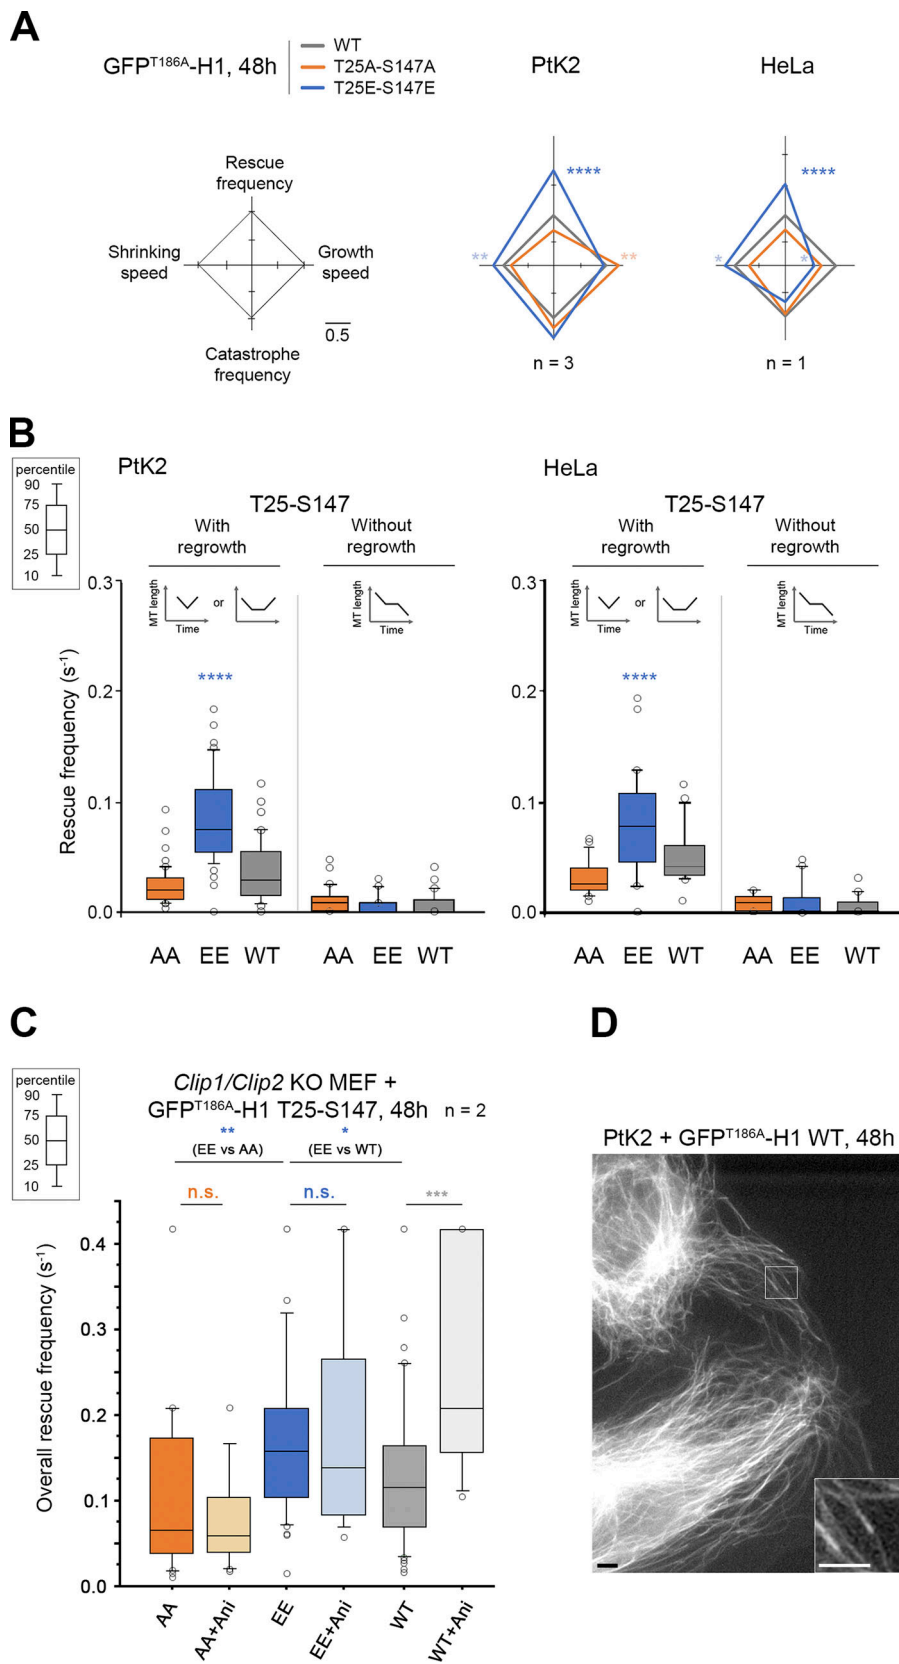 A
GFPT186A-H1, 48h
WT
T25A-S147A
T25E-S147E
PtK2
HeLa
Rescue
frequency
Shrinking
speed
Growth
speed
Catastrophe
frequency
0.5
****
**
**
n = 3
****
*
*
n = 1
B
percentile
90
75
50
25
10
PtK2
T25-S147
With
regrowth
Without
regrowth
MT length
or
Time
MT length
Time
Rescue frequency (s-1)
0.3
0.2
0.1
0.0
****
AA EE WT
AA EE WT
HeLa
T25-S147
With
regrowth
Without
regrowth
MT length
or
Time
MT length
Time
0.3
0.2
0.1
0.0
****
AA EE WT
AA EE WT
C
percentile
90
75
50
25
10
Clip1/Clip2 KO MEF +
GFPT186A-H1 T25-S147, 48h n = 2
** *
(EE vs AA) (EE vs WT)
n.s. n.s. ***
Overall rescue frequency (s-1)
0.4
0.3
0.2
0.1
0.0
AA
AA+Ani
EE
EE+Ani
WT
WT+Ani
D
PtK2 + GFPT186A-H1 WT, 48h